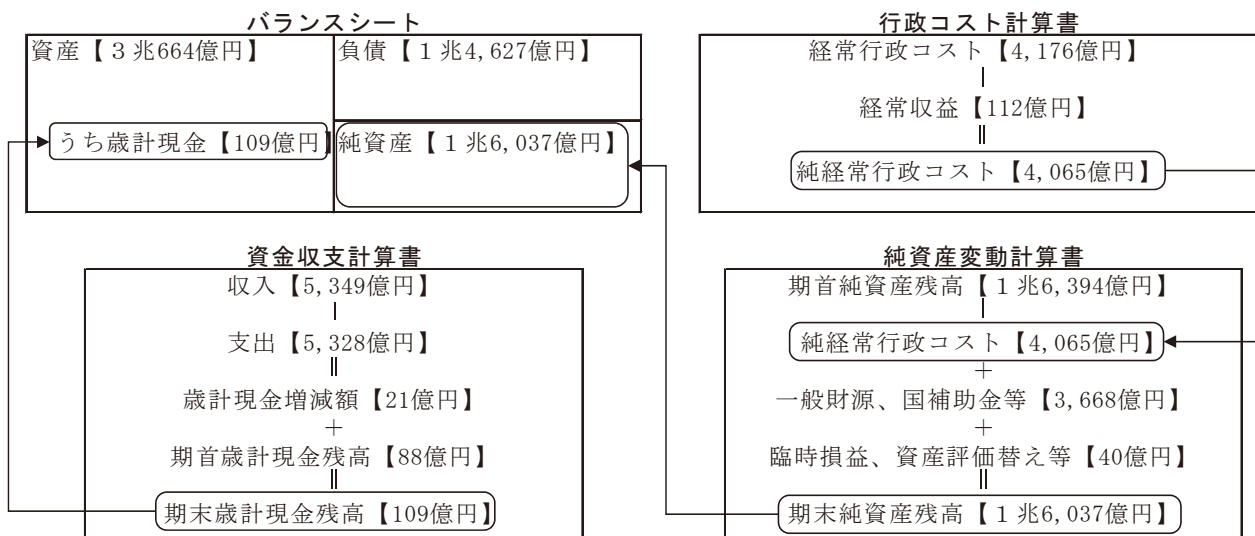 バランスシート
資産【３兆664億円】
負債【１兆4,627億円】
うち歳計現金【109億円】
純資産【１兆6,037億円】
行政コスト計算書
経常行政コスト【4,176億円】
－
経常収益【112億円】
＝
純経常行政コスト【4,065億円】
資金収支計算書
収入【5,349億円】
－
支出【5,328億円】
＝
歳計現金増減額【21億円】
＋
期首歳計現金残高【88億円】
＝
期末歳計現金残高【109億円】
純資産変動計算書
期首純資産残高【１兆6,394億円】
－
純経常行政コスト【4,065億円】
＋
一般財源、国補助金等【3,668億円】
＋
臨時損益、資産評価替え等【40億円】
＝
期末純資産残高【１兆6,037億円】